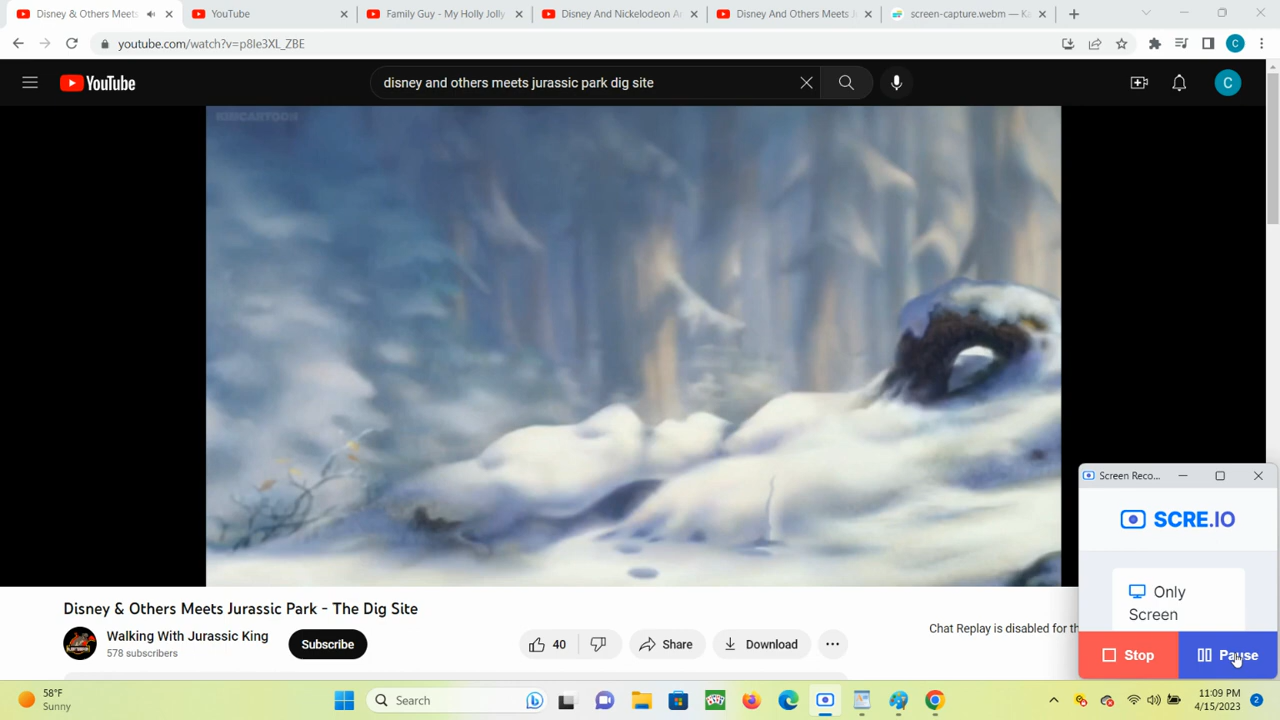 Disney & Others Meets
YouTube
Family Guy - My Holly Jolly
Disney And Nickelodeon A
Disney And Others Meets J
screen-capture.webm — K
youtube.com/watch?v=p8Ie3XL_ZBE
C
YouTube
disney and others meets jurassic park dig site
C
KIMCARTOON
Screen Reco...
SCRE.IO
Only
Screen
Stop
Pause
Disney & Others Meets Jurassic Park - The Dig Site
Walking With Jurassic King
578 subscribers
Subscribe
40
Share
Download
Chat Replay is disabled for th
58°F
Sunny
Search
11:09 PM
4/15/2023
2